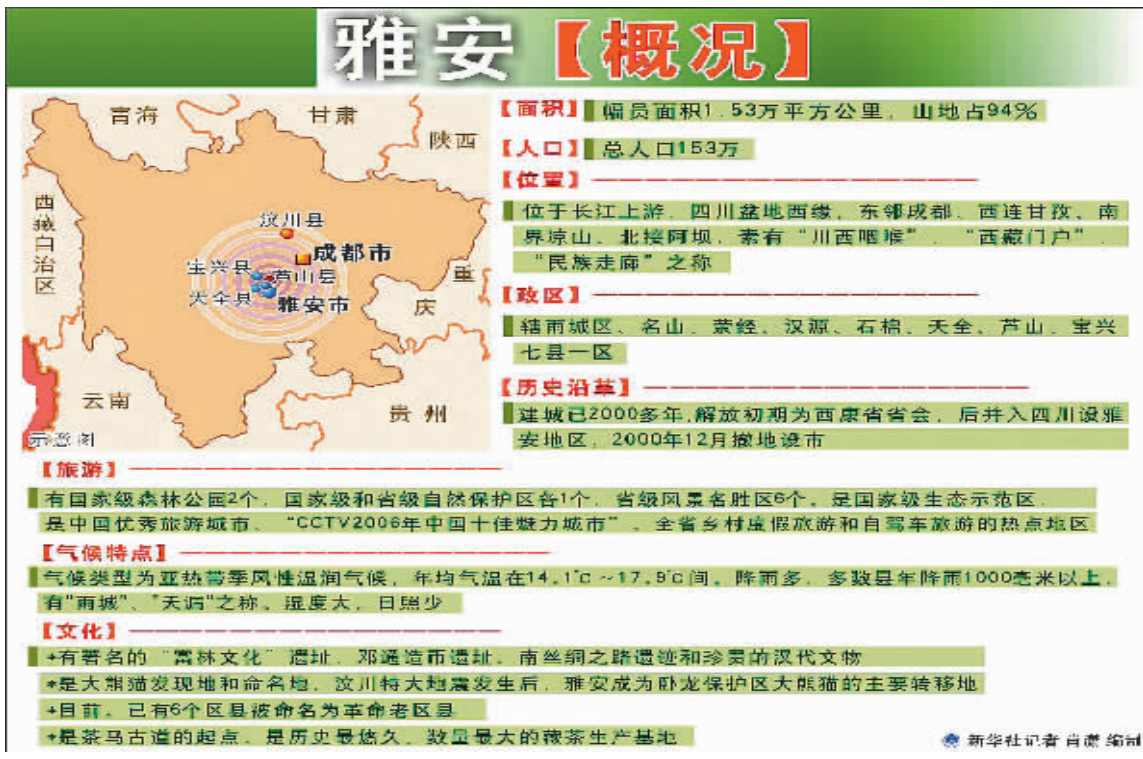 雅安【概况】
青海
甘肃
陕西
西藏自治区
汶川县
成都市
宝兴县
芦山县
天全县
雅安市
重庆
云南
贵州
示意图
【面积】 幅员面积1.53万平方公里，山地占94%
【人口】 总人口153万
【位置】
位于长江上游、四川盆地西缘，东邻成都、西连甘孜、南
界凉山、北接阿坝，素有“川西咽喉”、“西藏门户”、
“民族走廊”之称
【政区】
辖雨城区、名山、荥经、汉源、石棉、天全、芦山、宝兴
七县一区
【历史沿革】
建城已2000多年,解放初期为西康省省会，后并入四川设雅
安地区，2000年12月撤地设市
【旅游】
有国家级森林公园2个，国家级和省级自然保护区各1个，省级风景名胜区6个。是国家级生态示范区、
是中国优秀旅游城市、“CCTV2006年中国十佳魅力城市”、全省乡村度假旅游和自驾车旅游的热点地区
【气候特点】
气候类型为亚热带季风性湿润气候，年均气温在14.1℃～17.9℃间。降雨多，多数县年降雨1000毫米以上，
有"雨城"、"天漏"之称。湿度大，日照少
【文化】
*有著名的“富林文化”遗址、邓通造币遗址、南丝绸之路遗迹和珍贵的汉代文物
*是大熊猫发现地和命名地，汶川特大地震发生后，雅安成为卧龙保护区大熊猫的主要转移地
*目前，已有6个区县被命名为革命老区县
*是茶马古道的起点，是历史最悠久、数量最大的藏茶生产基地
新华社记者 肖潇 编制